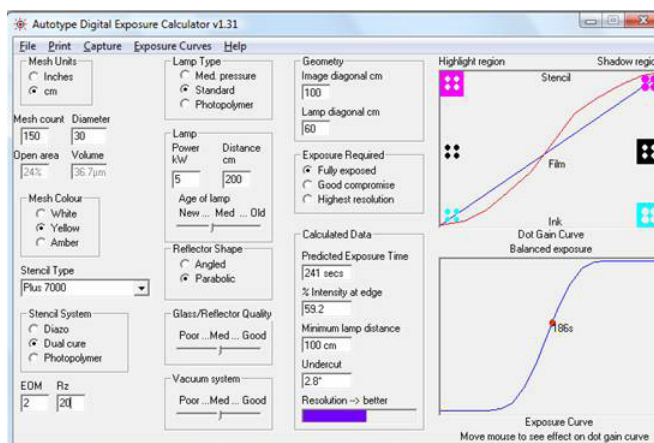 Autotype Digital Exposure Calculator v1.31
File Print Capture Exposure Curves Help
Mesh Units
Inches
cm
Mesh count Diameter
150 30
Open area Volume
24% 36.7µm
Mesh Colour
White
Yellow
Amber
Stencil Type
Plus 7000
Stencil System
Diazo
Dual cure
Photopolymer
EOM Rz
2 20
Lamp Type
Med. pressure
Standard
Photopolymer
Lamp
Power Distance
kW cm
5 200
Age of lamp
New ... Med ... Old
Reflector Shape
Angled
Parabolic
Glass/Reflector Quality
Poor ...Med ... Good
Vacuum system
Poor ...Med ... Good
Geometry
Image diagonal cm
100
Lamp diagonal cm
60
Exposure Required
Fully exposed
Good compromise
Highest resolution
Calculated Data
Predicted Exposure Time
241 secs
% Intensity at edge
59.2
Minimum lamp distance
100 cm
Undercut
2.8°
Resolution --> better
Highlight region Shadow regio
Stencil
Film
Ink
Dot Gain Curve
Balanced exposure
186s
Exposure Curve
Move mouse to see effect on dot gain curve